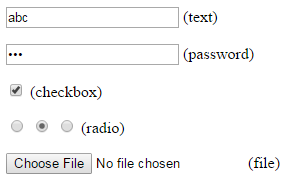 abc (text)
••• (password)
(checkbox)
(radio)
Choose File No file chosen (file)